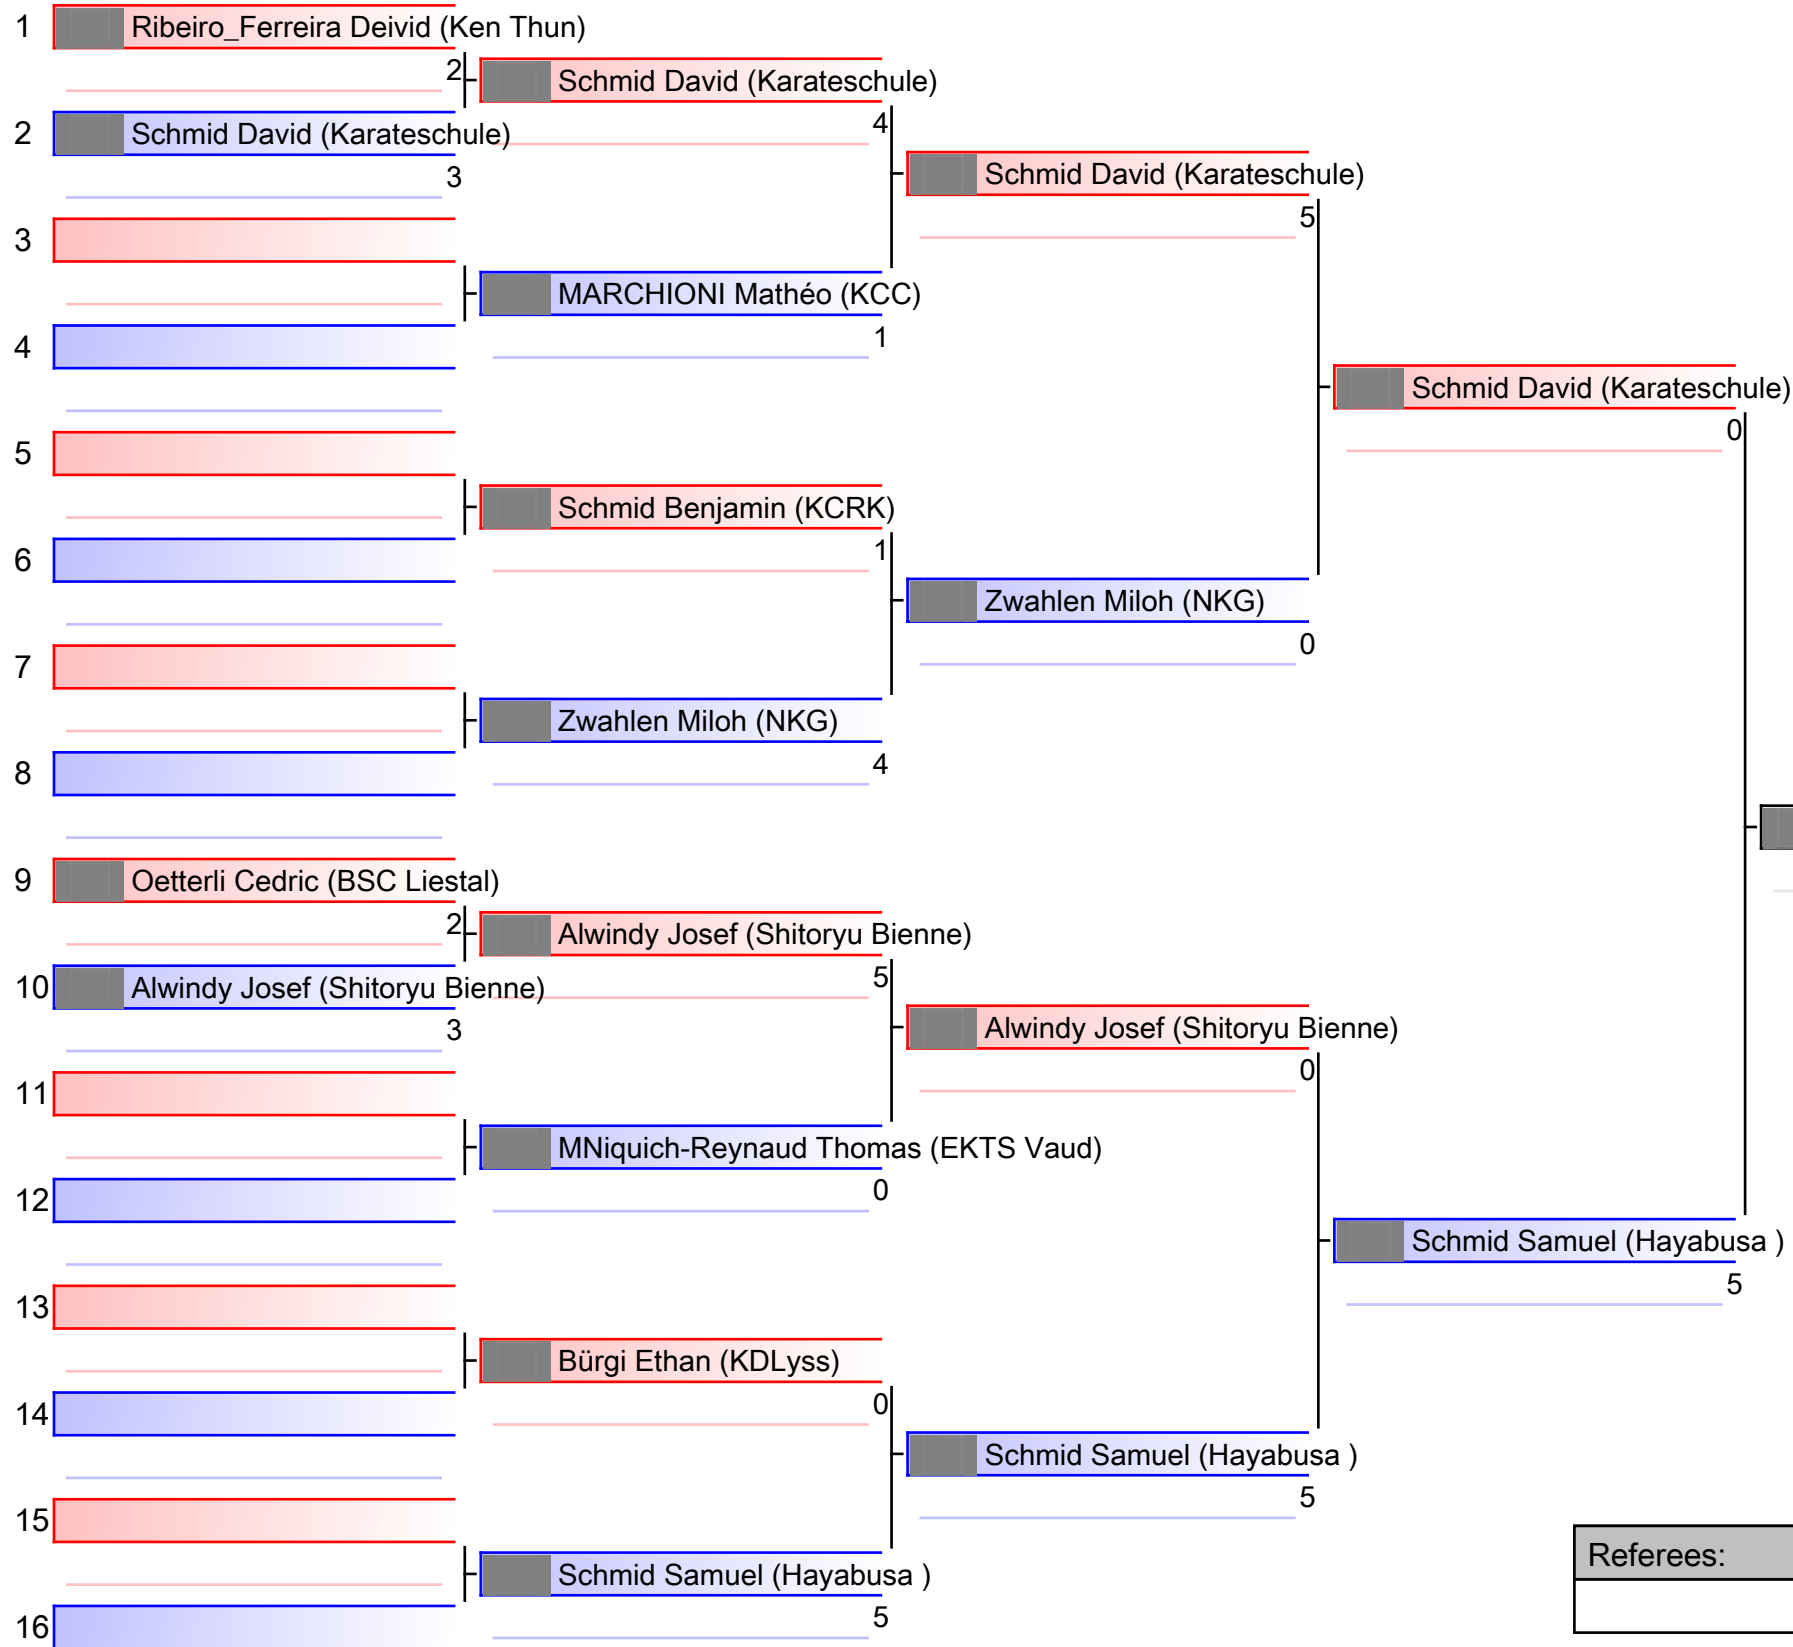 1
Ribeiro_Ferreira Deivid (Ken Thun)
2
Schmid David (Karateschule)
2
Schmid David (Karateschule)
4
Schmid David (Karateschule)
3
3
5
MARCHIONI Mathéo (KCC)
4
1
Schmid David (Karateschule)
0
5
Schmid Benjamin (KCRK)
6
1
Zwahlen Miloh (NKG)
0
7
Zwahlen Miloh (NKG)
8
4
9
Oetterli Cedric (BSC Liestal)
2
Alwindy Josef (Shitoryu Bienne)
10
Alwindy Josef (Shitoryu Bienne)
5
Alwindy Josef (Shitoryu Bienne)
3
0
11
MNiquich-Reynaud Thomas (EKTS Vaud)
12
0
Schmid Samuel (Hayabusa )
5
13
Bürgi Ethan (KDLyss)
14
0
Schmid Samuel (Hayabusa )
5
15
Schmid Samuel (Hayabusa )
16
5
Referees: